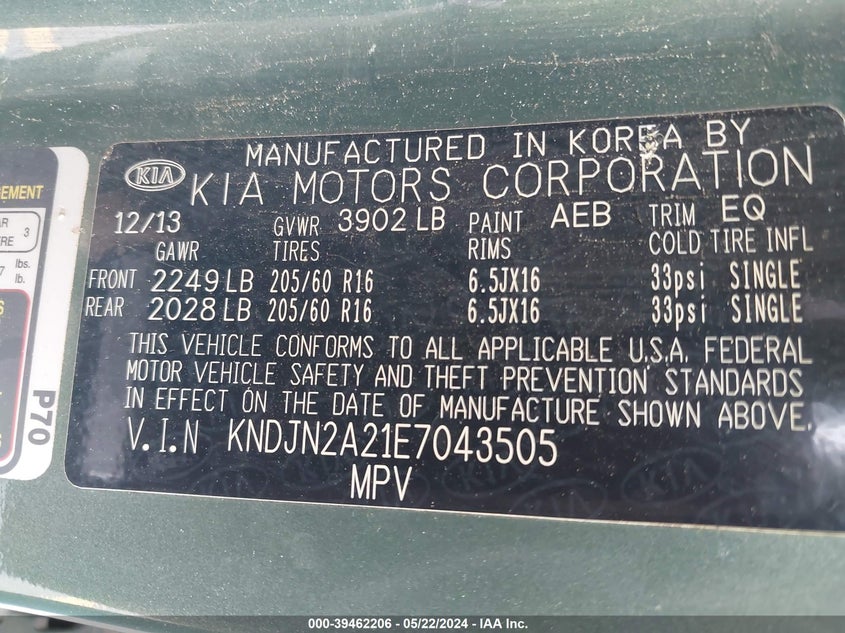 MANUFACTURED IN KOREA BY
KIA KIA MOTORS CORPORATION
12/13 GVWR 3902 LB PAINT AEB TRIM EQ
GAWR TIRES RIMS COLD TIRE INFL
FRONT 2249 LB 205/60 R16 6.5JX16 33psi SINGLE
REAR 2028 LB 205/60 R16 6.5JX16 33psi SINGLE
THIS VEHICLE CONFORMS TO ALL APPLICABLE U.S.A. FEDERAL
MOTOR VEHICLE SAFETY AND THEFT PREVENTION STANDARDS
IN EFFECT ON THE DATE OF MANUFACTURE SHOWN ABOVE.
V.I.N KNDJN2A21E7043505
MPV
3
lbs.
lb.
P70
000-39462206 - 05/22/2024 - IAA Inc.